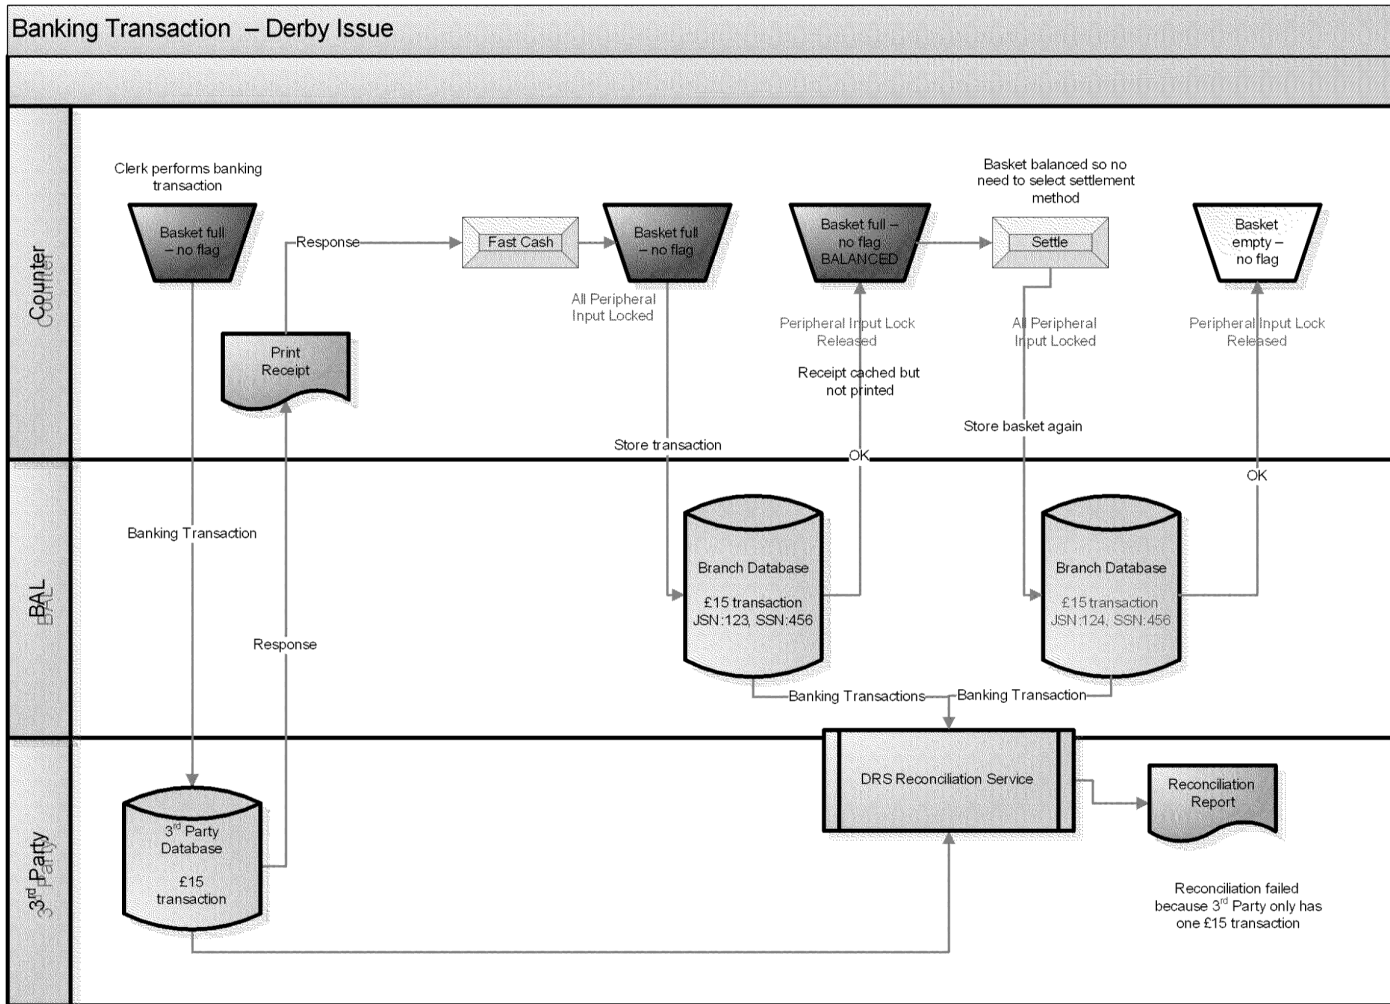 Banking Transaction – Derby Issue
Counter
Clerk performs banking
transaction
Basket full
– no flag
Response
Fast Cash
Basket full
– no flag
All Peripheral
Input Locked
Basket full –
no flag
BALANCED
Basket balanced so no
need to select settlement
method
Settle
Basket
empty –
no flag
Peripheral Input Lock
Released
All Peripheral
Input Locked
Peripheral Input Lock
Released
Print
Receipt
Receipt cached but
not printed
Store transaction
Store basket again
OK
OK
BAL
Banking Transaction
Response
Branch Database
£15 transaction
JSN:123, SSN:456
Branch Database
£15 transaction
JSN:124, SSN:456
Banking Transactions
Banking Transaction
3rd Party
3rd Party
Database
£15
transaction
DRS Reconciliation Service
Reconciliation
Report
Reconciliation failed
because 3rd Party only has
one £15 transaction